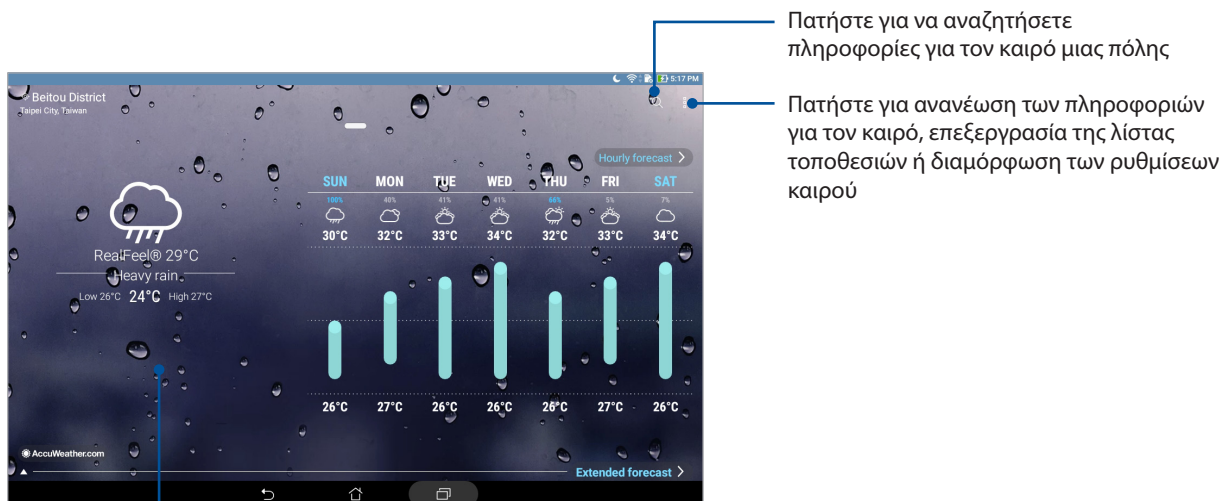 Πατήστε για να αναζητήσετε
πληροφορίες για τον καιρό μιας πόλης
Πατήστε για ανανέωση των πληροφοριών
για τον καιρό, επεξεργρασία της λίστας
τοποθεσιών ή διαμόρφωση των ρυθμίσεων
καιρού
5:17 PM
Beitou District
Taipei City, Taiwan
Hourly forecast
SUN MON TUE WED THU FRI SAT
100% 40% 41% 41% 66% 5% 7%
30°C 32°C 33°C 34°C 32°C 33°C 34°C
RealFeel® 29°C
Heavy rain
Low 26°C 24°C High 27°C
26°C 27°C 26°C 26°C 26°C 27°C 26°C
AccuWeather.com
Extended forecast